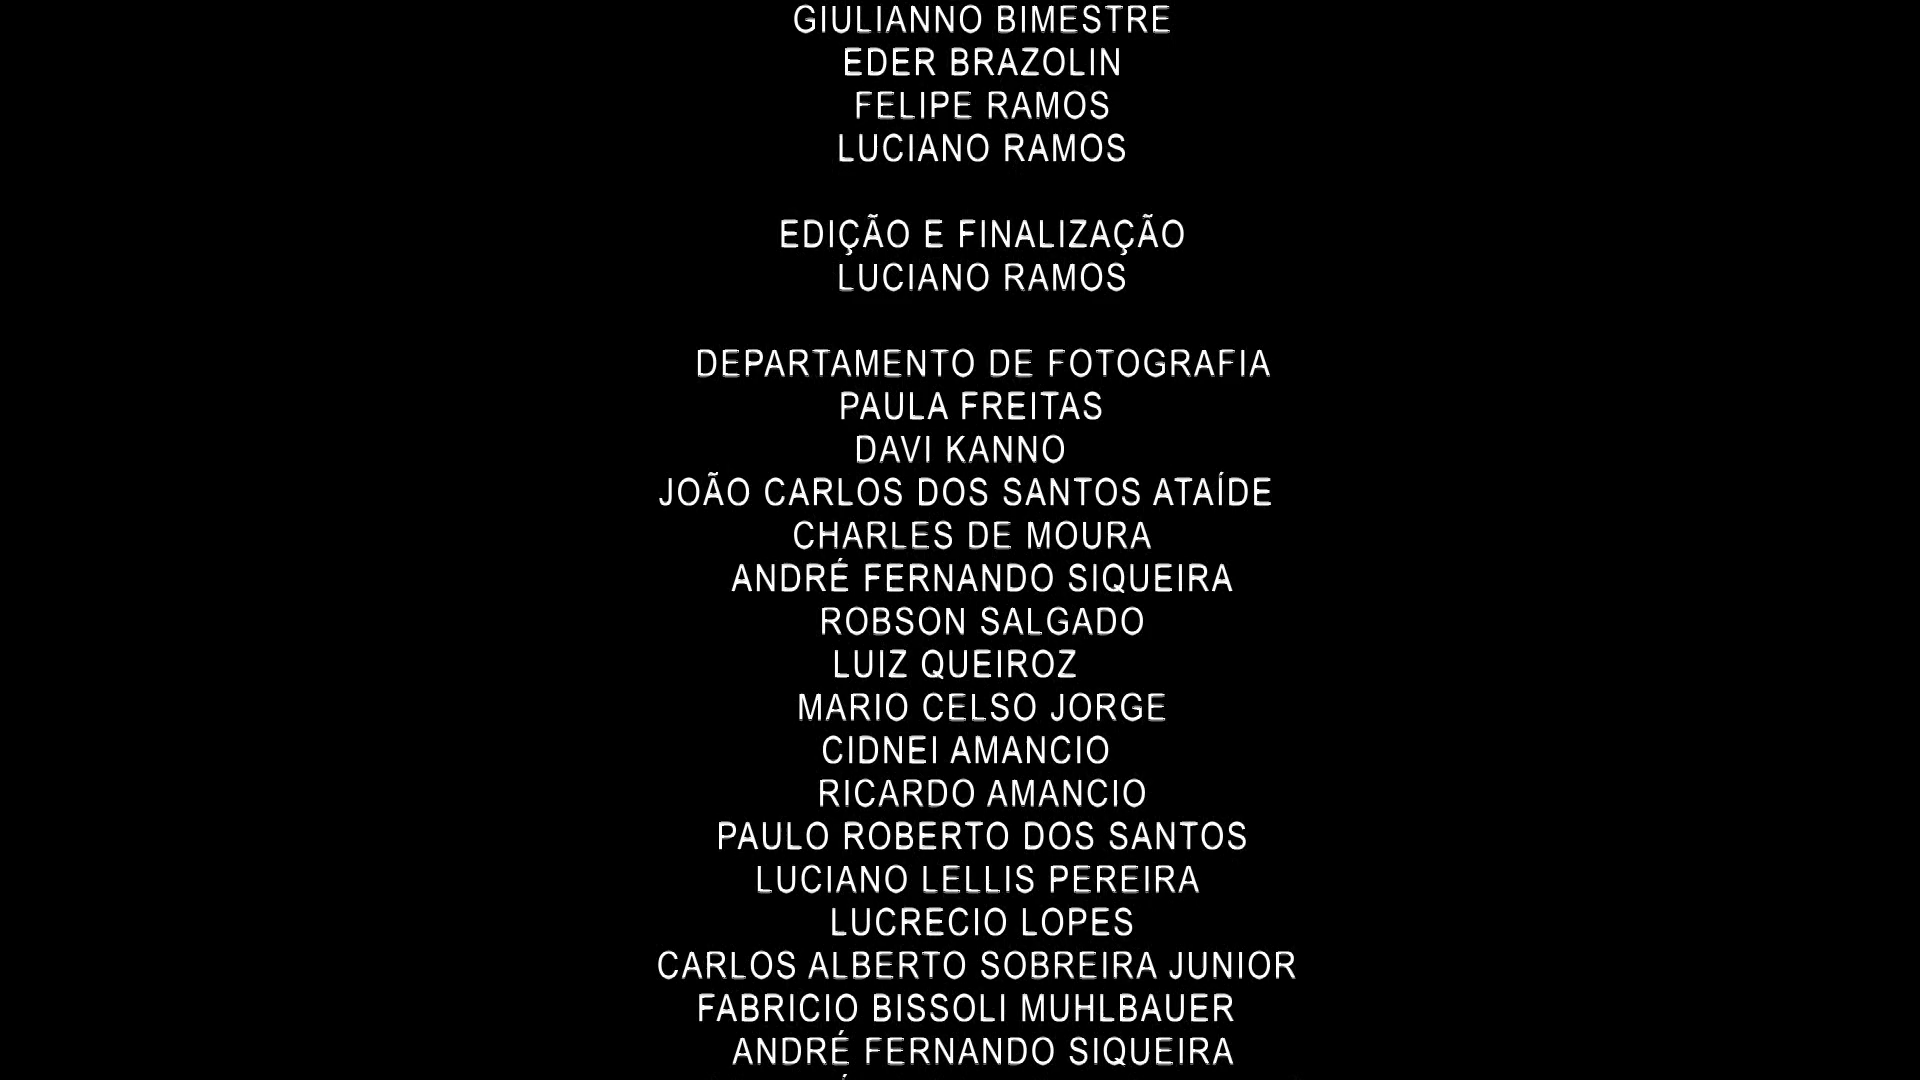 GIULIANNO BIMESTRE
EDER BRAZOLIN
FELIPE RAMOS
LUCIANO RAMOS
EDIÇÃO E FINALIZAÇÃO
LUCIANO RAMOS
DEPARTAMENTO DE FOTOGRAFIA
PAULA FREITAS
DAVI KANNO
JOÃO CARLOS DOS SANTOS ATAÍDE
CHARLES DE MOURA
ANDRÉ FERNANDO SIQUEIRA
ROBSON SALGADO
LUIZ QUEIROZ
MARIO CELSO JORGE
CIDNEI AMANCIO
RICARDO AMANCIO
PAULO ROBERTO DOS SANTOS
LUCIANO LELLIS PEREIRA
LUCRECIO LOPES
CARLOS ALBERTO SOBREIRA JUNIOR
FABRICIO BISSOLI MUHLBAUER
ANDRÉ FERNANDO SIQUEIRA